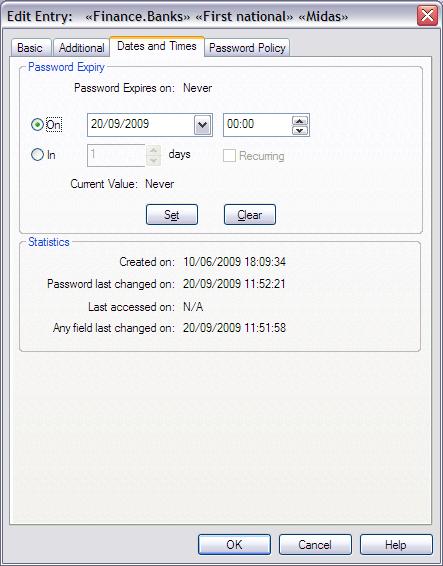 Edit Entry: «Finance.Banks» «First national» «Midas»
Basic Additional Dates and Times Password Policy
Password Expiry
Password Expires on: Never
On 20/09/2009 00:00
In 1 days Recurring
Current Value: Never
Set Clear
Statistics
Created on: 10/06/2009 18:09:34
Password last changed on: 20/09/2009 11:52:21
Last accessed on: N/A
Any field last changed on: 20/09/2009 11:51:58
OK Cancel Help